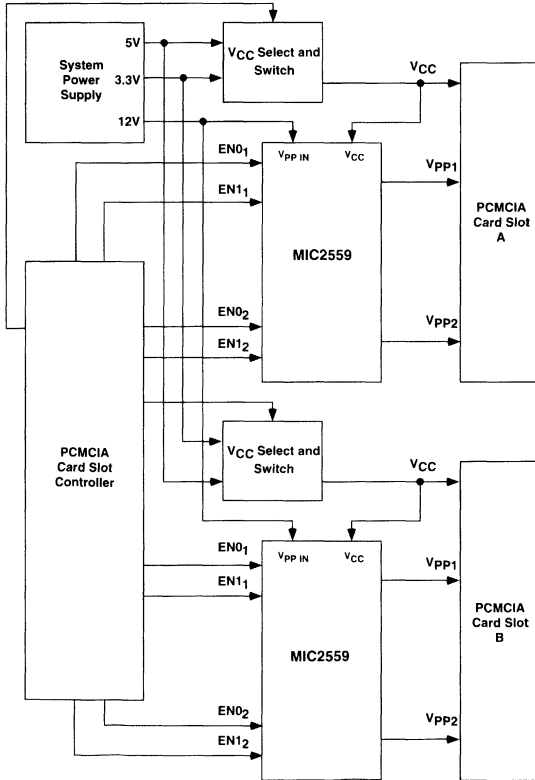 System
Power
Supply
5V
3.3V
12V
VCC Select and
Switch
VCC
EN01
EN11
VPP IN
VCC
VPP1
MIC2559
PCMCIA
Card Slot
A
EN02
EN12
VPP2
PCMCIA
Card Slot
Controller
VCC Select and
Switch
VCC
EN01
EN11
VPP IN
VCC
VPP1
MIC2559
PCMCIA
Card Slot
B
EN02
EN12
VPP2